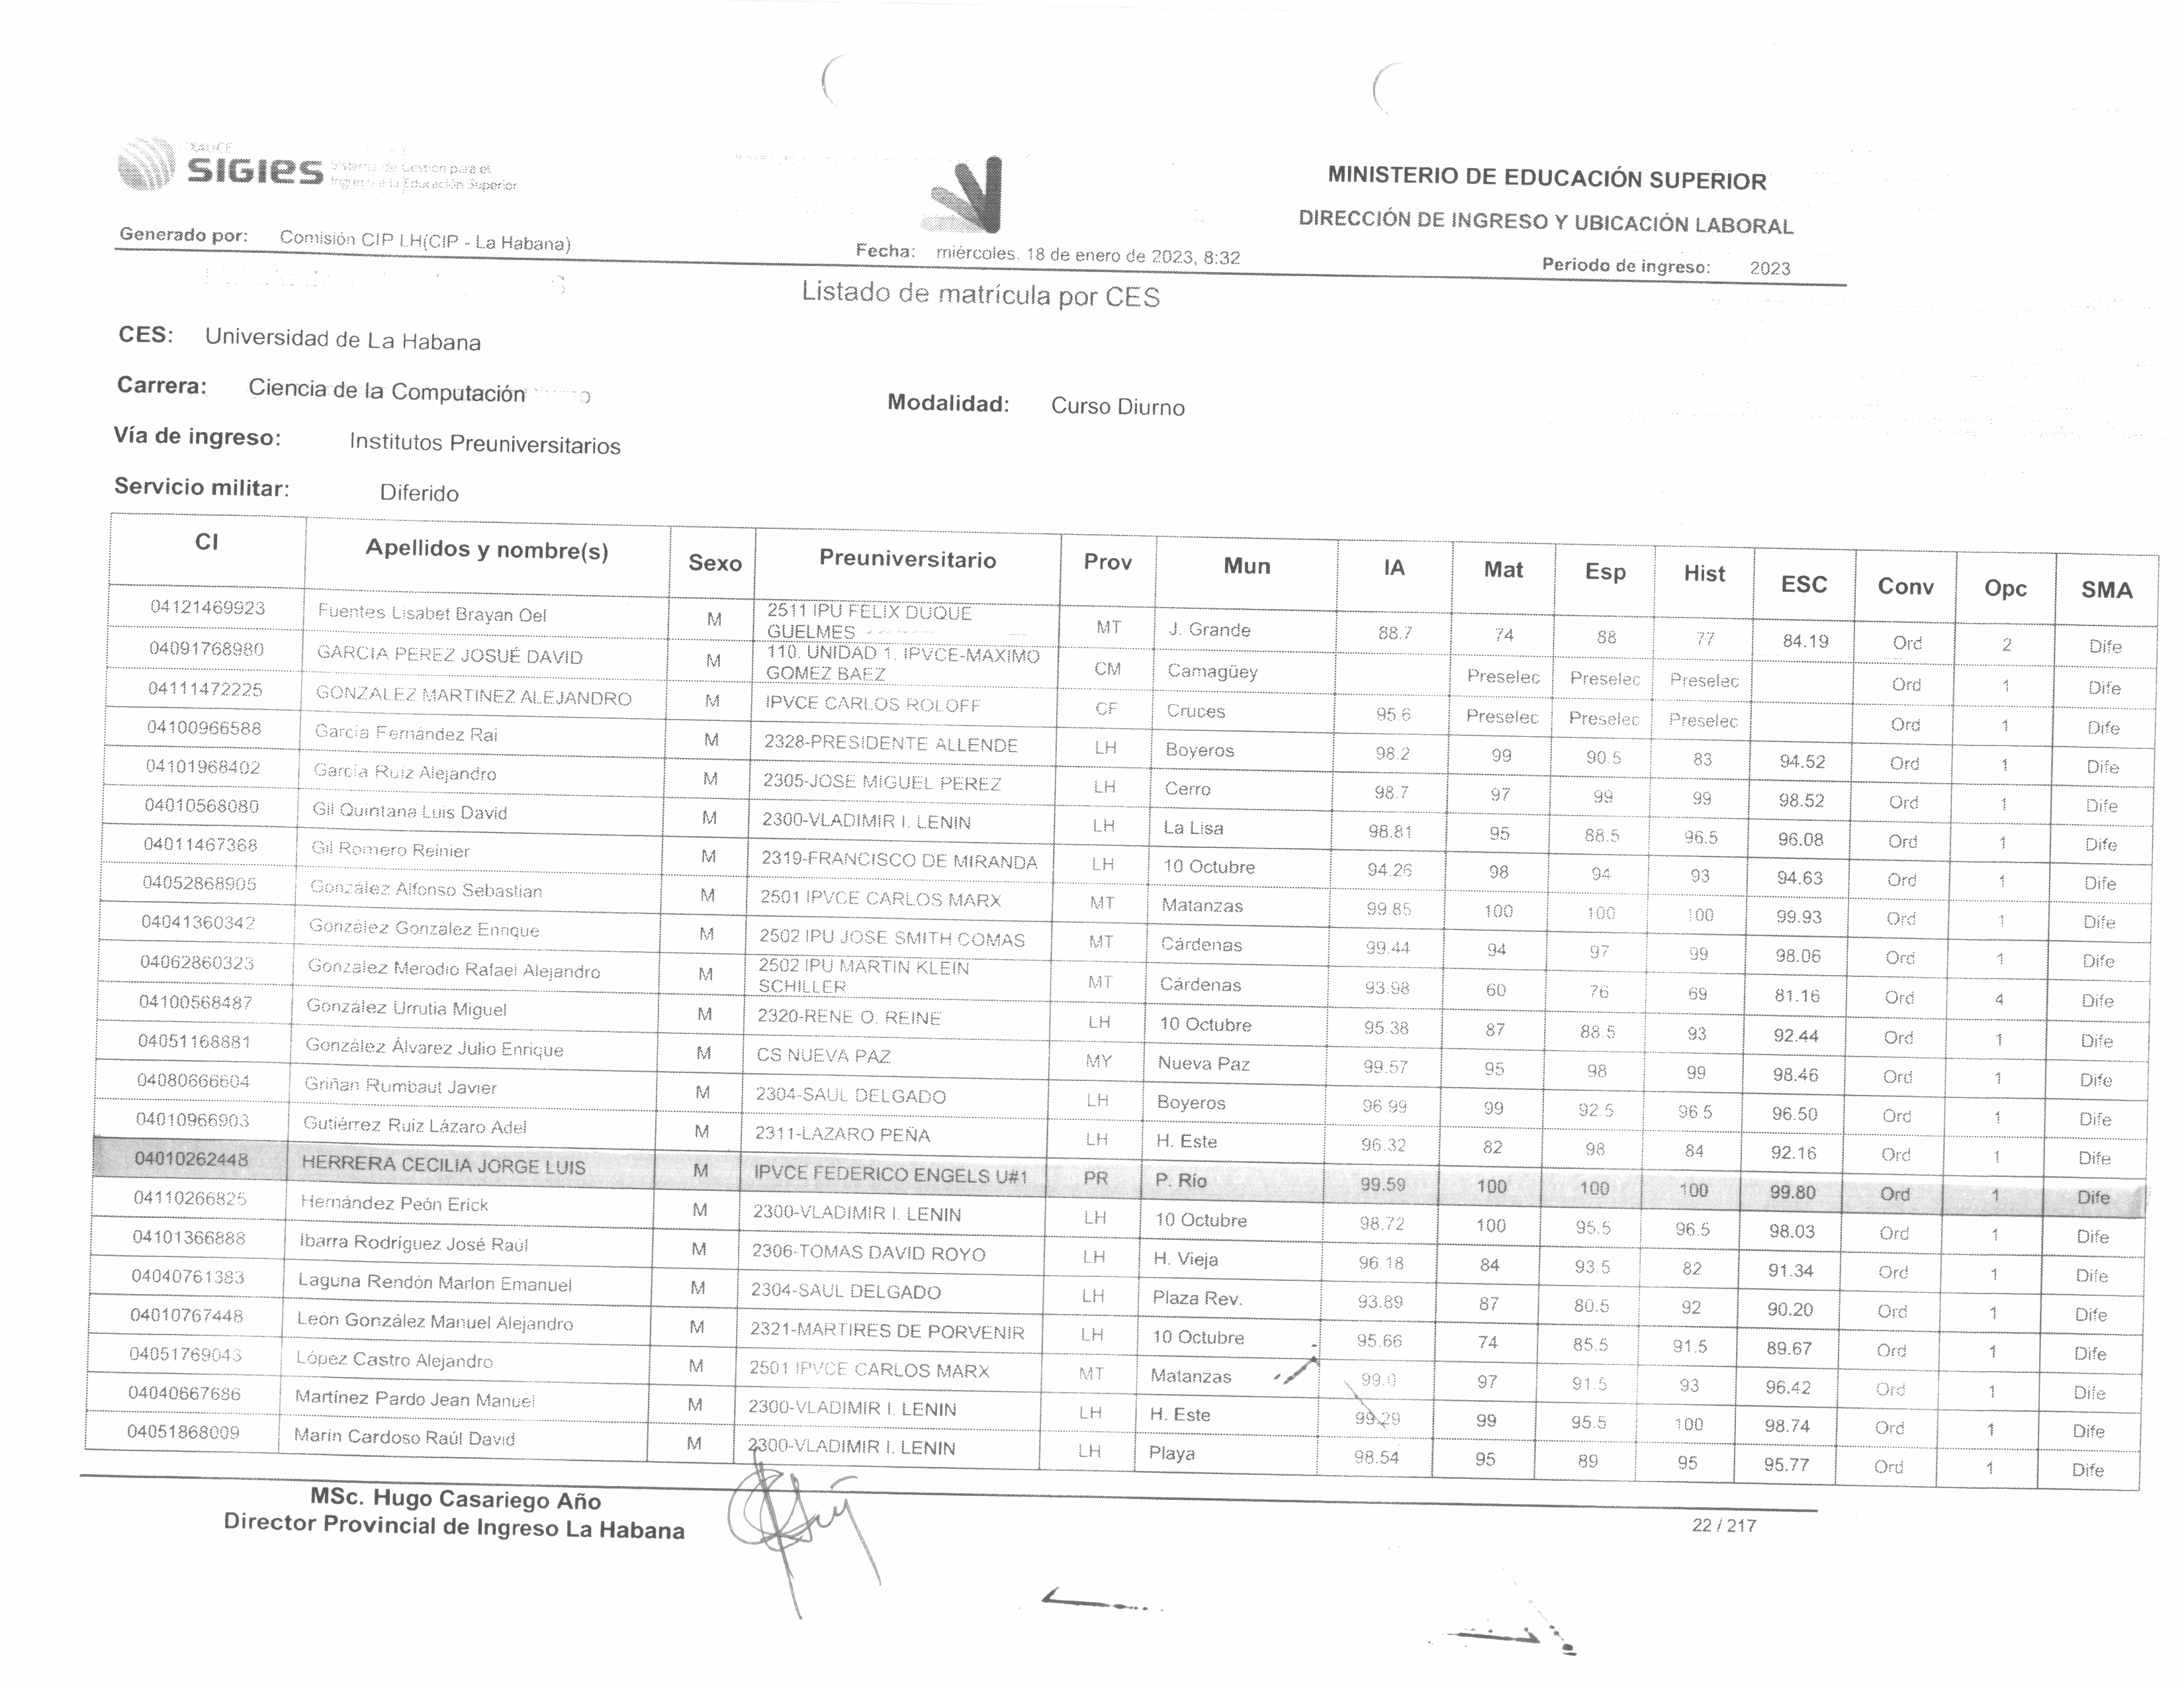 XAUCE
SIGIES Sistema de Gestión para el
Ingreso a la Educación Superior
MINISTERIO DE EDUCACIÓN SUPERIOR
DIRECCIÓN DE INGRESO Y UBICACIÓN LABORAL
Generado por: Comisión CIP LH(CIP - La Habana) Fecha: miércoles, 18 de enero de 2023, 8:32 Periodo de ingreso: 2023
Listado de matrícula por CES
CES: Universidad de La Habana
Carrera: Ciencia de la Computación Modalidad: Curso Diurno
Vía de ingreso: Institutos Preuniversitarios
Servicio militar: Diferido
CI Apellidos y nombre(s) Sexo Preuniversitario Prov Mun IA Mat Esp Hist ESC Conv Opc SMA
04121469923 Fuentes Lisabet Brayan Oel M 2511 IPU FELIX DUQUE GUELMES MT J. Grande 88.7 74 88 77 84.19 Ord 2 Dife
04091768980 GARCIA PEREZ JOSUÉ DAVID M 110. UNIDAD 1. IPVCE-MAXIMO GOMEZ BAEZ CM Camagüey Preselec Preselec Preselec Ord 1 Dife
04111472225 GONZALEZ MARTINEZ ALEJANDRO M IPVCE CARLOS ROLOFF CF Cruces 95.6 Preselec Preselec Preselec Ord 1 Dife
04100966588 García Fernández Rai M 2328-PRESIDENTE ALLENDE LH Boyeros 98.2 99 90.5 83 94.52 Ord 1 Dife
04101968402 García Ruiz Alejandro M 2305-JOSE MIGUEL PEREZ LH Cerro 98.7 97 99 99 98.52 Ord 1 Dife
04010568080 Gil Quintana Luis David M 2300-VLADIMIR I. LENIN LH La Lisa 98.81 95 88.5 96.5 96.08 Ord 1 Dife
04011467368 Gil Romero Reinier M 2319-FRANCISCO DE MIRANDA LH 10 Octubre 94.26 98 94 93 94.63 Ord 1 Dife
04052868905 González Alfonso Sebastian M 2501 IPVCE CARLOS MARX MT Matanzas 99.85 100 100 100 99.93 Ord 1 Dife
04041360342 González González Enrique M 2502 IPU JOSE SMITH COMAS MT Cárdenas 99.44 94 97 99 98.06 Ord 1 Dife
04062860323 González Merodio Rafael Alejandro M 2502 IPU MARTIN KLEIN SCHILLER MT Cárdenas 93.98 60 76 69 81.16 Ord 4 Dife
04100568487 González Urrutia Miguel M 2320-RENE O. REINE LH 10 Octubre 95.38 87 88.5 93 92.44 Ord 1 Dife
04051168881 González Álvarez Julio Enrique M CS NUEVA PAZ MY Nueva Paz 99.57 95 98 99 98.46 Ord 1 Dife
04080666604 Griñan Rumbaut Javier M 2304-SAUL DELGADO LH Boyeros 96.99 99 92.5 96.5 96.50 Ord 1 Dife
04010966903 Gutiérrez Ruiz Lázaro Adel M 2311-LAZARO PEÑA LH H. Este 96.32 82 98 84 92.16 Ord 1 Dife
04010262448 HERRERA CECILIA JORGE LUIS M IPVCE FEDERICO ENGELS U#1 PR P. Río 99.59 100 100 100 99.80 Ord 1 Dife
04110266825 Hernández Peón Erick M 2300-VLADIMIR I. LENIN LH 10 Octubre 98.72 100 95.5 96.5 98.03 Ord 1 Dife
04101366888 Ibarra Rodríguez José Raúl M 2306-TOMAS DAVID ROYO LH H. Vieja 96.18 84 93.5 82 91.34 Ord 1 Dife
04040761383 Laguna Rendón Marlon Emanuel M 2304-SAUL DELGADO LH Plaza Rev. 93.89 87 80.5 92 90.20 Ord 1 Dife
04010767448 León González Manuel Alejandro M 2321-MARTIRES DE PORVENIR LH 10 Octubre 95.66 74 85.5 91.5 89.67 Ord 1 Dife
04051769043 López Castro Alejandro M 2501 IPVCE CARLOS MARX MT Matanzas 99.0 97 91.5 93 96.42 Ord 1 Dife
04040667686 Martínez Pardo Jean Manuel M 2300-VLADIMIR I. LENIN LH H. Este 99.29 99 95.5 100 98.74 Ord 1 Dife
04051868009 Marín Cardoso Raúl David M 2300-VLADIMIR I. LENIN LH Playa 98.54 95 89 95 95.77 Ord 1 Dife
MSc. Hugo Casariego Año
Director Provincial de Ingreso La Habana
22 / 217